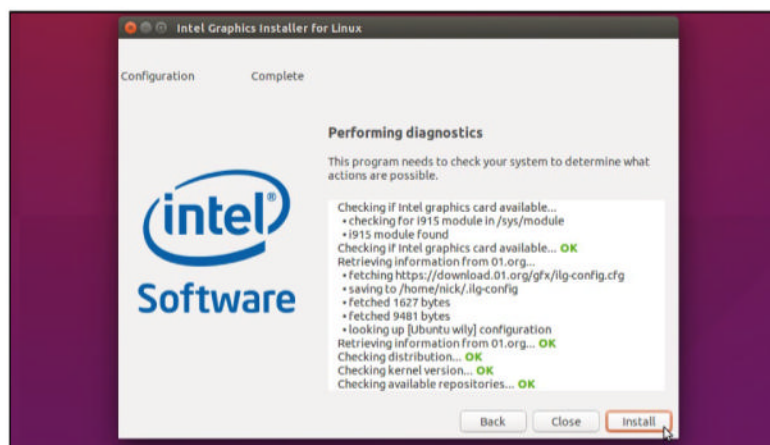 Intel Graphics Installer for Linux
Configuration Complete
Performing diagnostics
This program needs to check your system to determine what
actions are possible.
Checking if Intel graphics card available...
• checking for i915 module in /sys/module
• i915 module found
Checking if Intel graphics card available... OK
Retrieving information from 01.org...
• fetching https://download.01.org/gfx/ilg-config.cfg
• saving to /home/nick/.ilg-config
• fetched 1627 bytes
• fetched 9481 bytes
• looking up [Ubuntu wily] configuration
Retrieving information from 01.org... OK
Checking distribution... OK
Checking kernel version... OK
Checking available repositories... OK
intel®
Software
Back Close Install